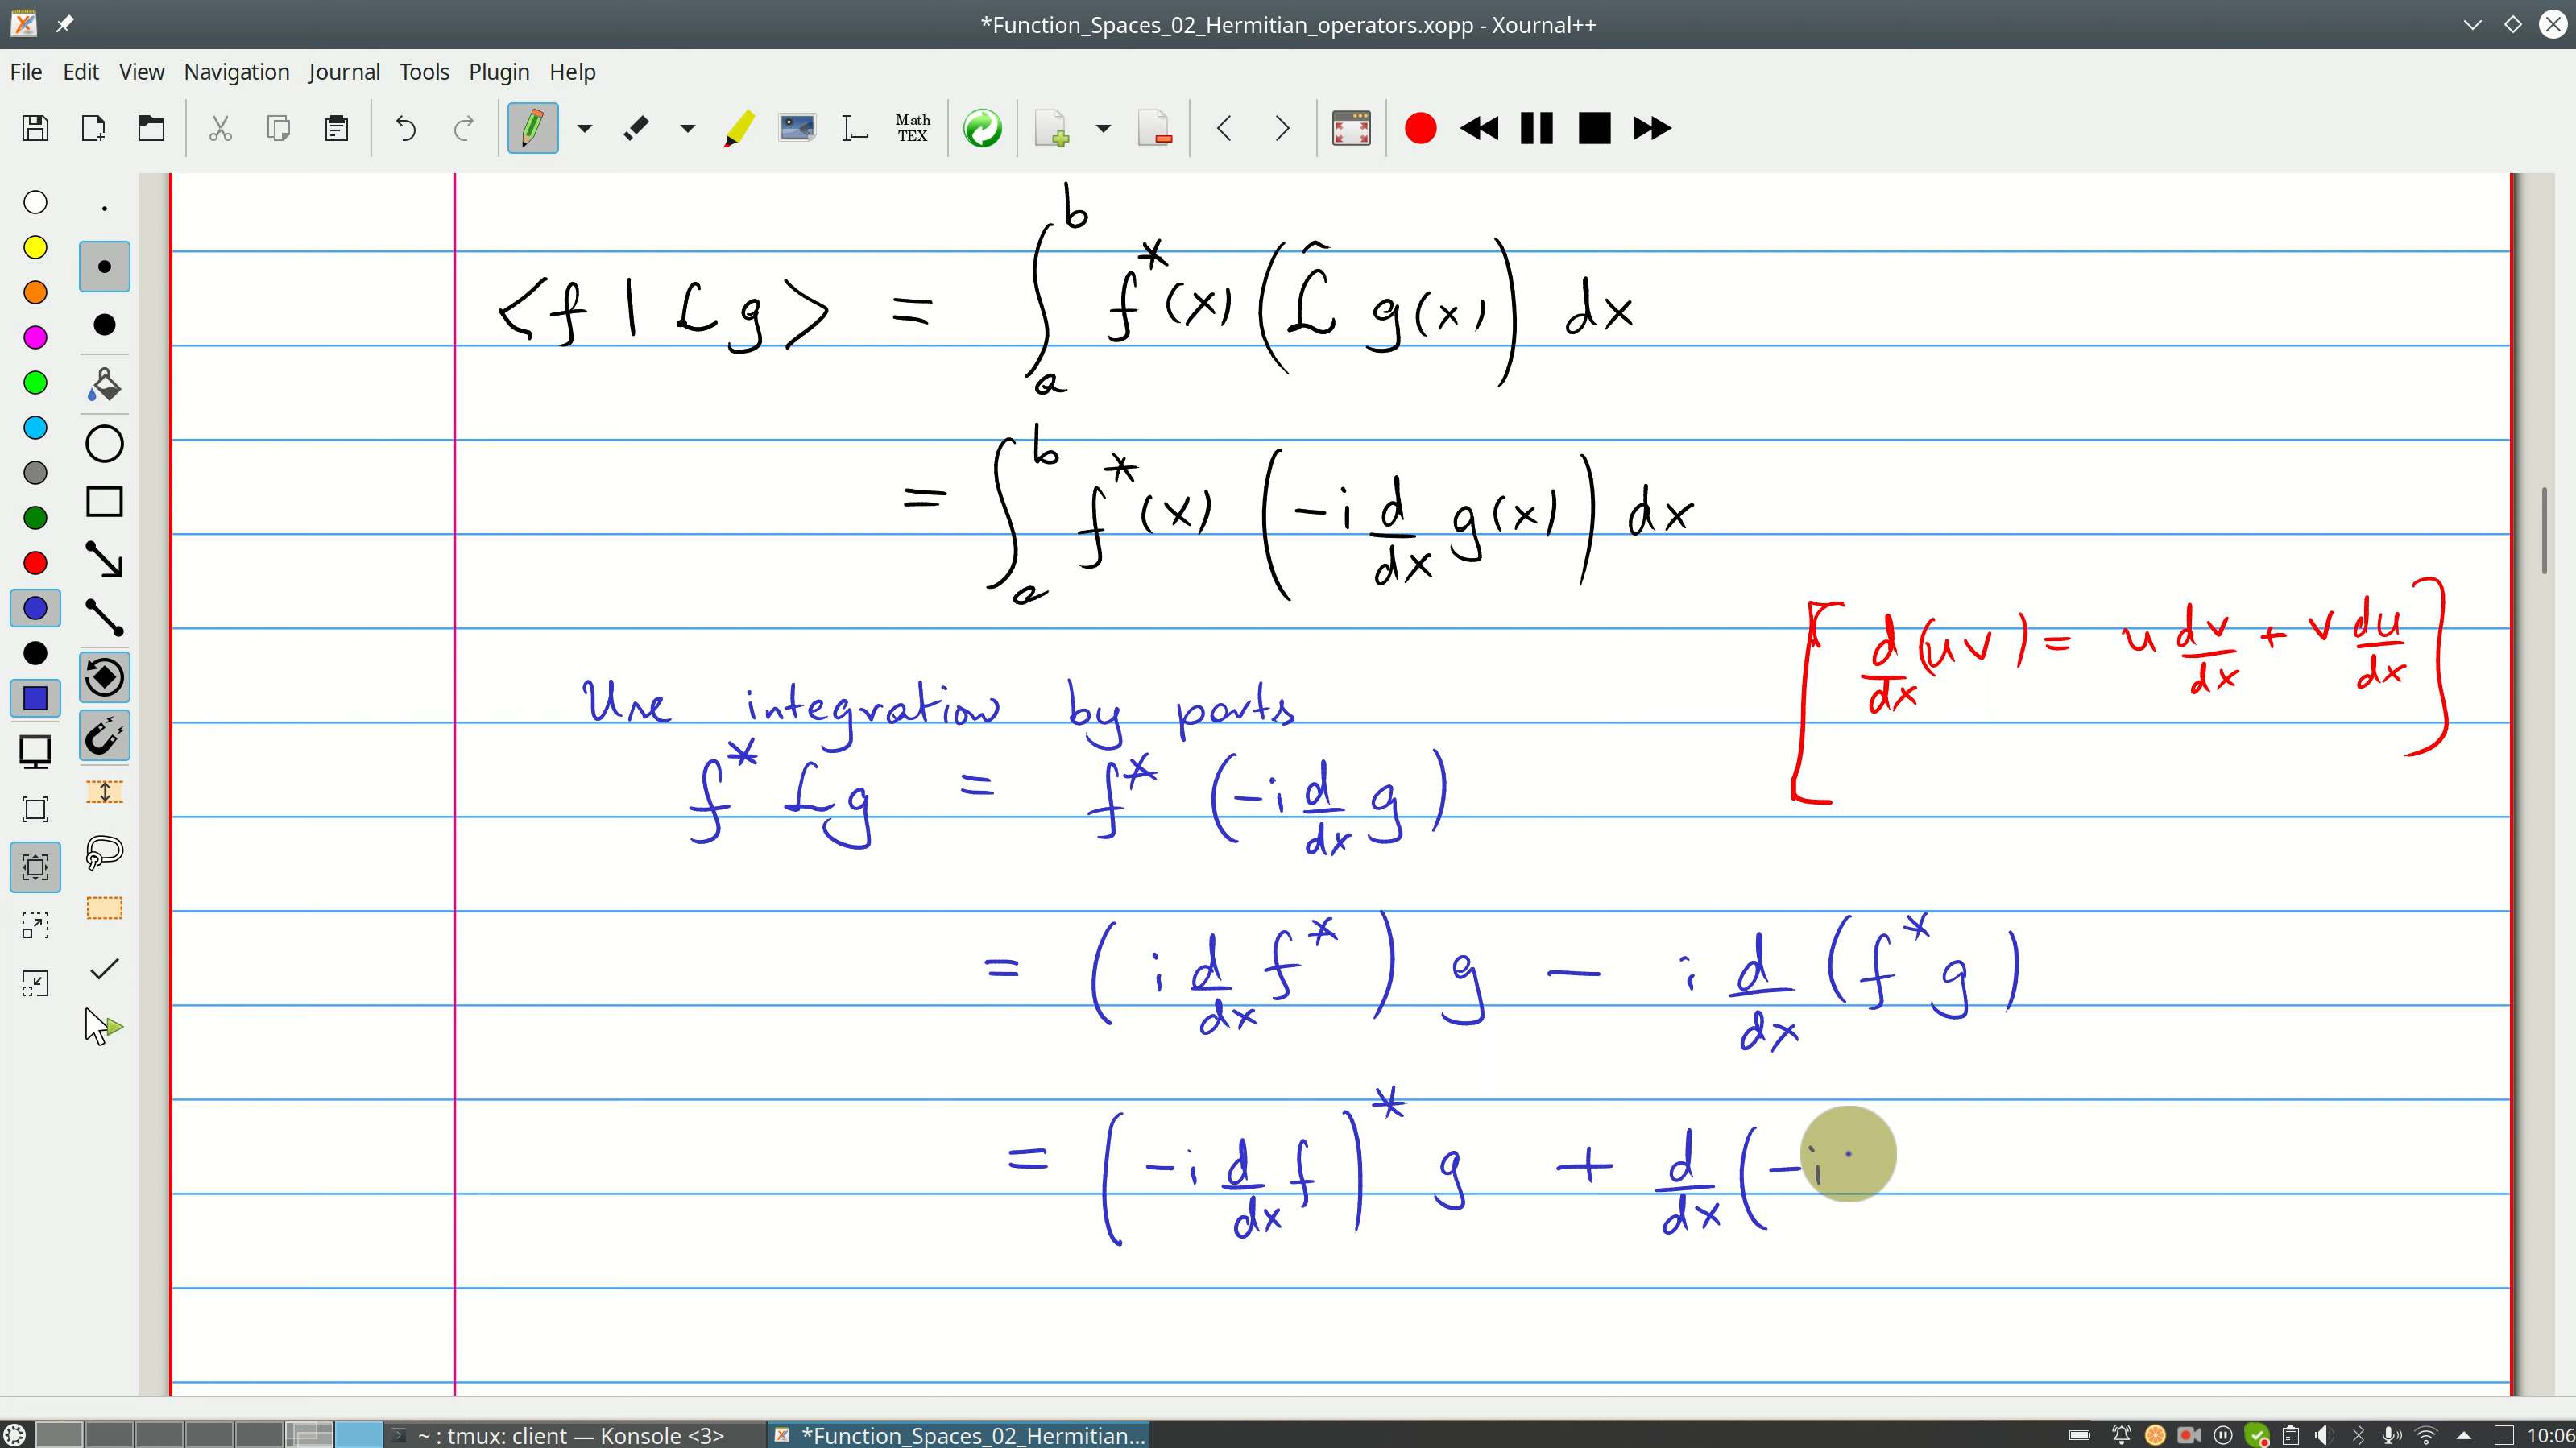 *Function_Spaces_02_Hermitian_operators.xopp - Xournal++
File Edit View Navigation Journal Tools Plugin Help
Math TEX
<f | ℒ g> = ∫_a^b f*(x) (ℒ̂ g(x)) dx
= ∫_a^b f*(x) (-i d/dx g(x)) dx
[ d/dx (uv) = u dv/dx + v du/dx ]
Use integration by parts
f* ℒg = f* (-i d/dx g)
= (i d/dx f*) g - i d/dx (f* g)
= (-i d/dx f)* g + d/dx (-i
~ : tmux: client — Konsole <3> *Function_Spaces_02_Hermitian... 10:06